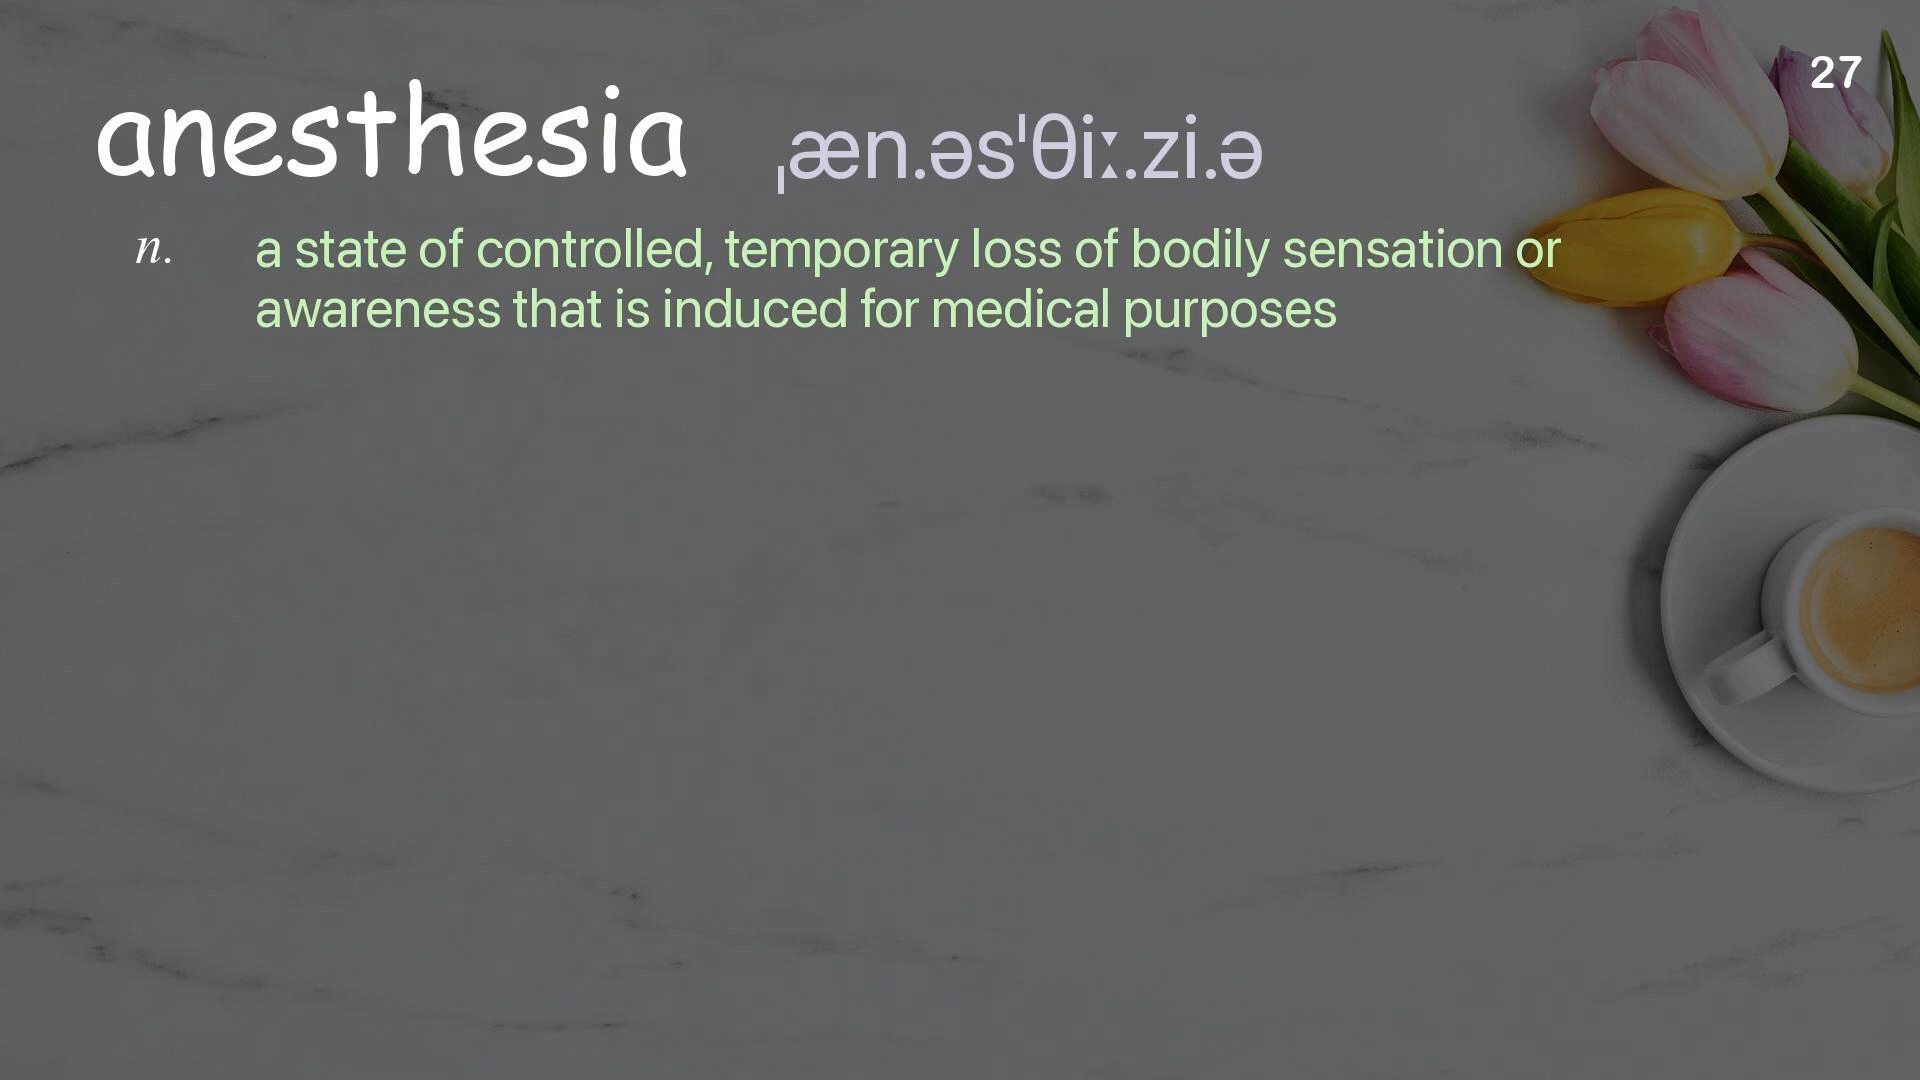 27
anesthesia ˌæn.əsˈθiː.zi.ə
n. a state of controlled, temporary loss of bodily sensation or
awareness that is induced for medical purposes